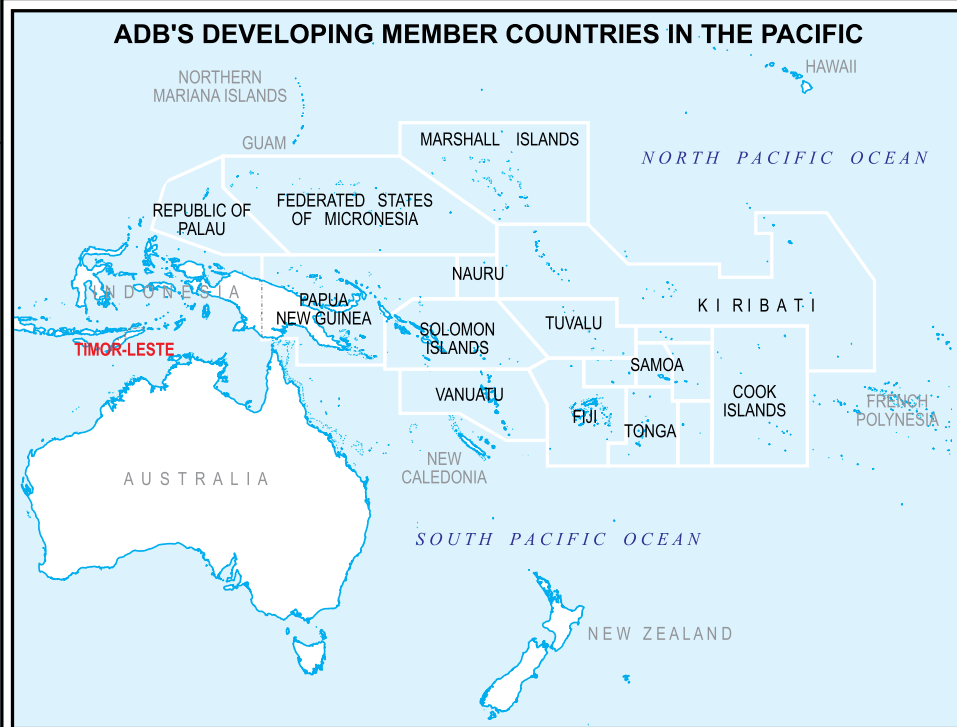 ADB'S DEVELOPING MEMBER COUNTRIES IN THE PACIFIC
HAWAII
NORTHERN
MARIANA ISLANDS
GUAM
MARSHALL ISLANDS
NORTH PACIFIC OCEAN
FEDERATED STATES
OF MICRONESIA
REPUBLIC OF
PALAU
NAURU
INDONESIA
PAPUA
NEW GUINEA
KIRIBATI
TUVALU
SOLOMON
ISLANDS
TIMOR-LESTE
SAMOA
VANUATU
COOK
ISLANDS
FRENCH
POLYNESIA
FIJI
TONGA
NEW
CALEDONIA
AUSTRALIA
SOUTH PACIFIC OCEAN
NEW ZEALAND